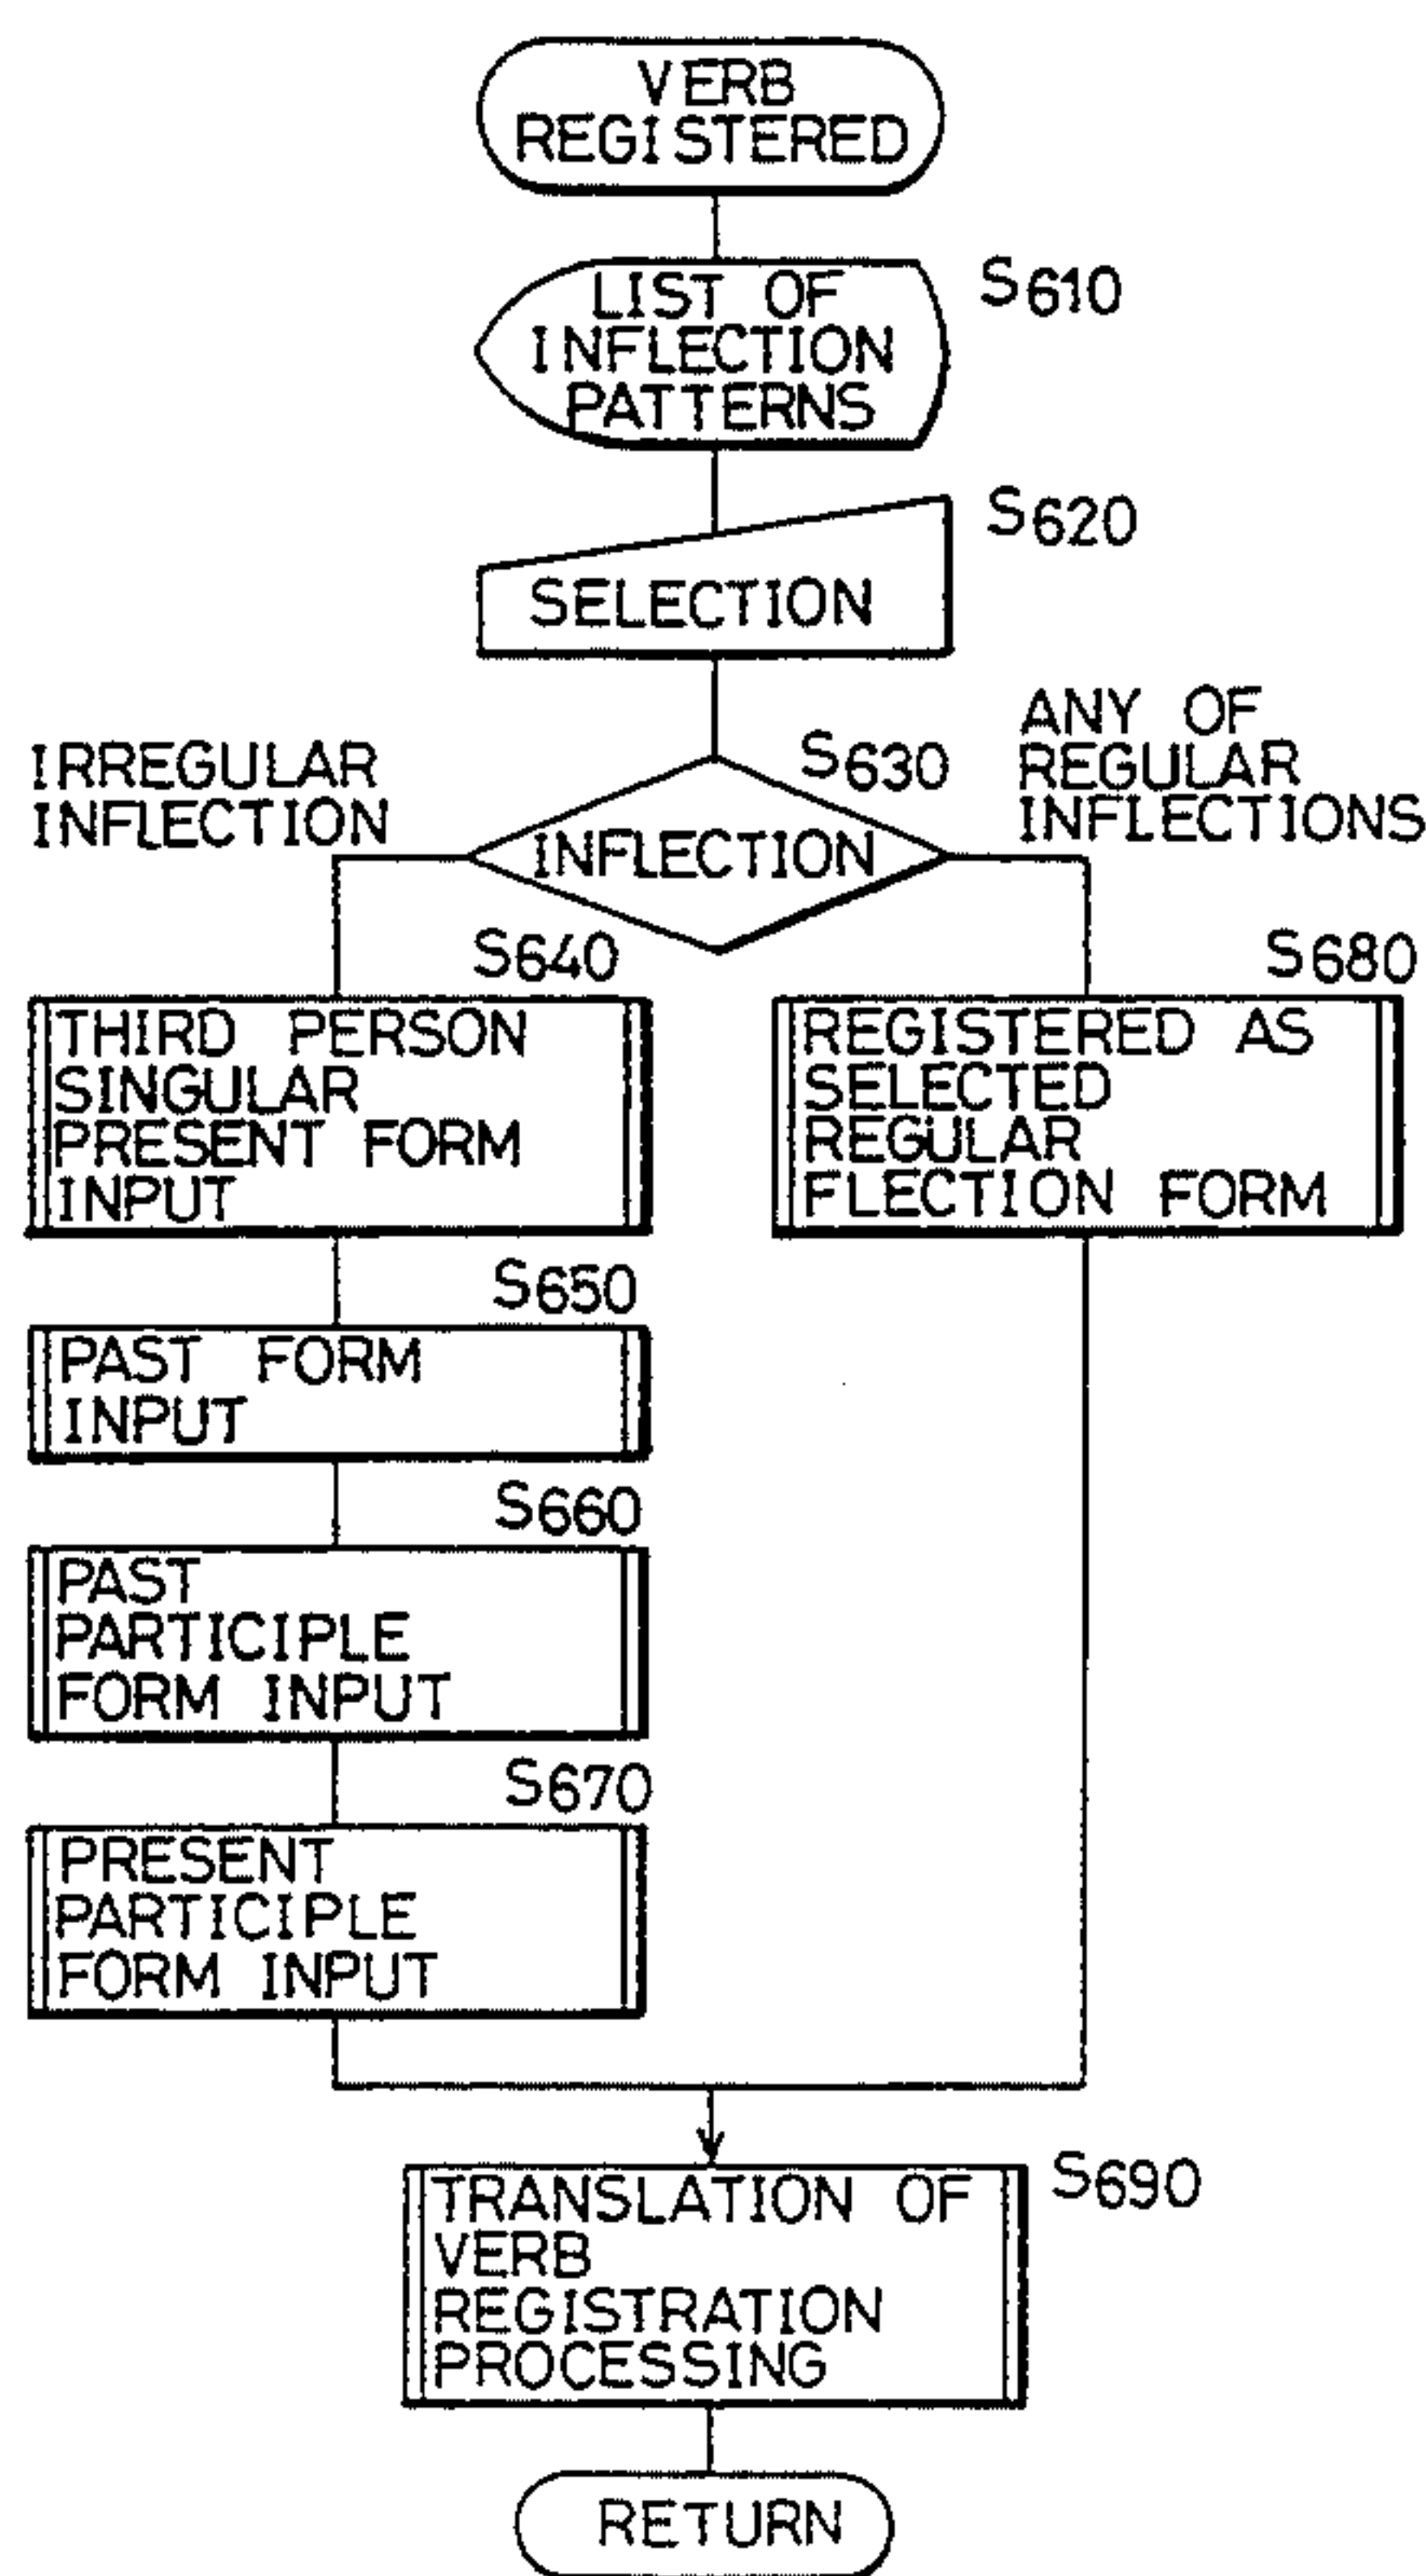 VERB
REGISTERED
S610
LIST OF
INFLECTION
PATTERNS
S620
SELECTION
IRREGULAR
INFLECTION
S630
INFLECTION
ANY OF
REGULAR
INFLECTIONS
S640
THIRD PERSON
SINGULAR
PRESENT FORM
INPUT
S680
REGISTERED AS
SELECTED
REGULAR
FLECTION FORM
S650
PAST FORM
INPUT
S660
PAST
PARTICIPLE
FORM INPUT
S670
PRESENT
PARTICIPLE
FORM INPUT
S690
TRANSLATION OF
VERB
REGISTRATION
PROCESSING
RETURN